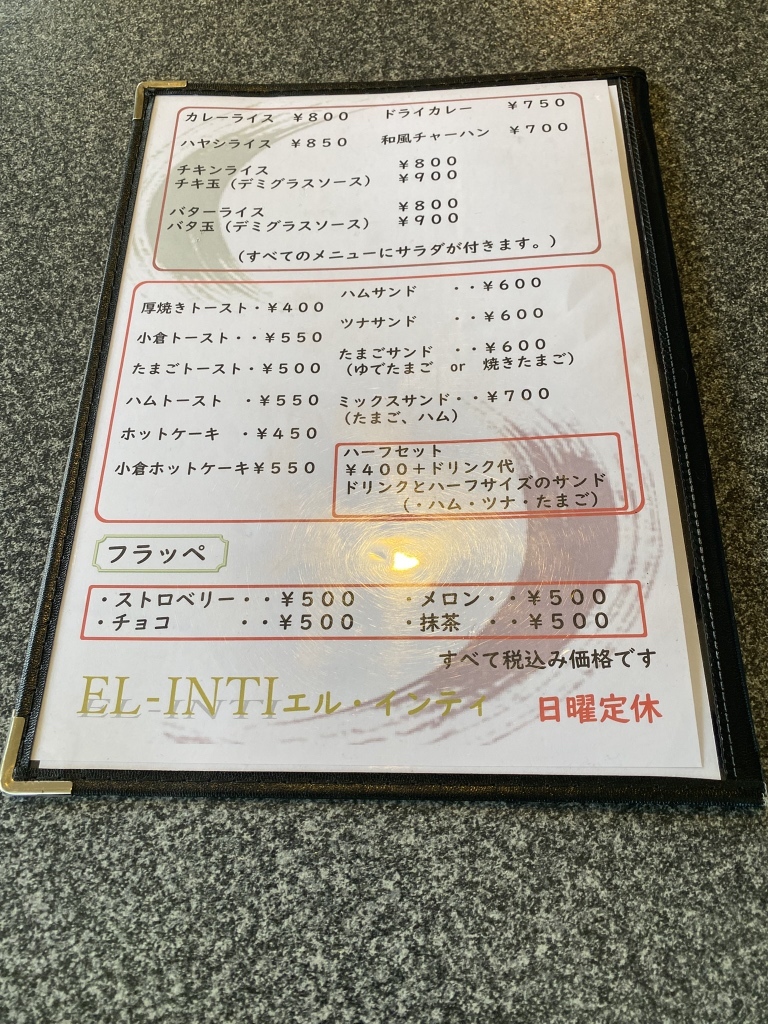 カレーライス ￥８００ ドライカレー ￥７５０
ハヤシライス ￥８５０ 和風チャーハン ￥７００
チキンライス ￥８００
チキ玉（デミグラスソース） ￥９００
バターライス ￥８００
バタ玉（デミグラスソース） ￥９００
（すべてのメニューにサラダが付きます。）
厚焼きトースト・￥４００
小倉トースト・・￥５５０
たまごトースト・￥５００
ハムトースト ・￥５５０
ホットケーキ ・￥４５０
小倉ホットケーキ￥５５０
ハムサンド ・・￥６００
ツナサンド ・・￥６００
たまごサンド ・・￥６００
（ゆでたまご or 焼きたまご）
ミックスサンド・・￥７００
（たまご、ハム）
ハーフセット
￥４００＋ドリンク代
ドリンクとハーフサイズのサンド
（・ハム・ツナ・たまご）
フラッペ
・ストロベリー・・￥５００ ・メロン・・￥５００
・チョコ ・・￥５００ ・抹茶 ・・￥５００
すべて税込み価格です
EL-INTIエル・インティ 日曜定休